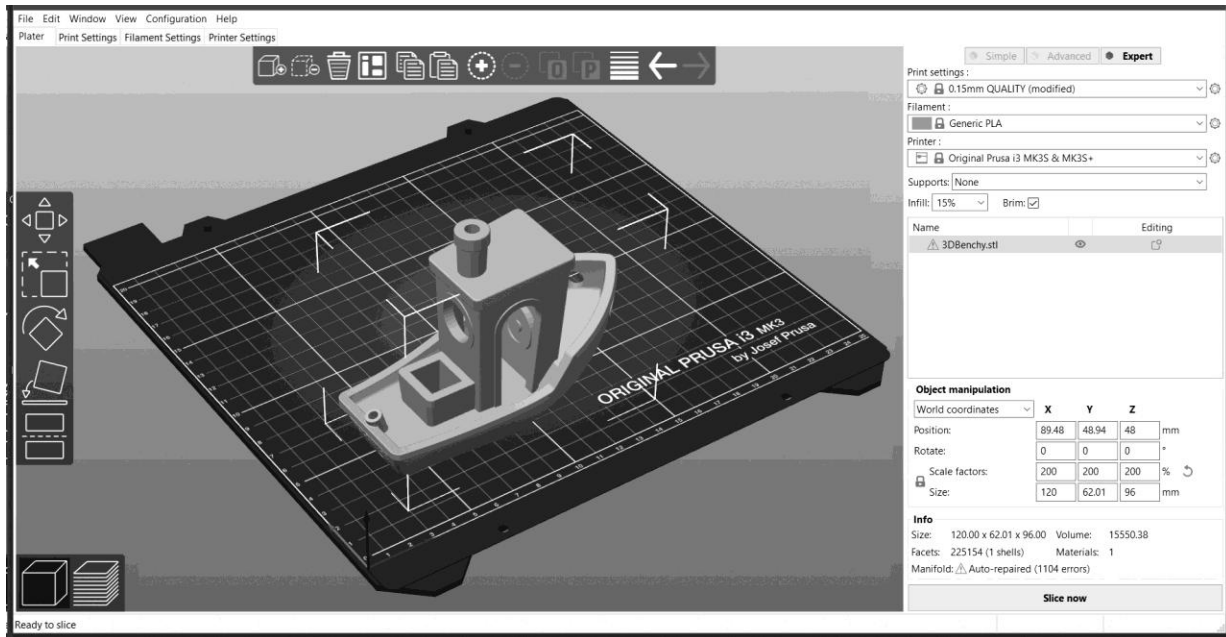 File Edit Window View Configuration Help
Plater Print Settings Filament Settings Printer Settings
Simple Advanced Expert
Print settings :
0.15mm QUALITY (modified)
Filament :
Generic PLA
Printer :
Original Prusa i3 MK3S & MK3S+
Supports: None
Infill: 15% Brim:
Name Editing
3DBenchy.stl
ORIGINAL PRUSA i3 MK3
by Josef Prusa
Object manipulation
World coordinates X Y Z
Position: 89.48 48.94 48 mm
Rotate: 0 0 0 °
Scale factors: 200 200 200 %
Size: 120 62.01 96 mm
Info
Size: 120.00 x 62.01 x 96.00 Volume: 15550.38
Facets: 225154 (1 shells) Materials: 1
Manifold: Auto-repaired (1104 errors)
Slice now
Ready to slice